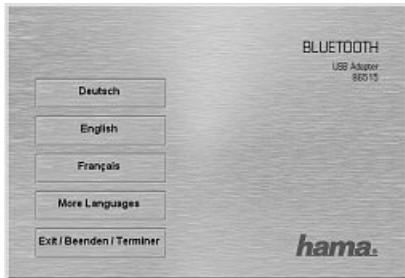 BLUETOOTH
USB Adapter
86515
Deutsch
English
Français
More Languages
Exit / Beenden / Terminer
hama.